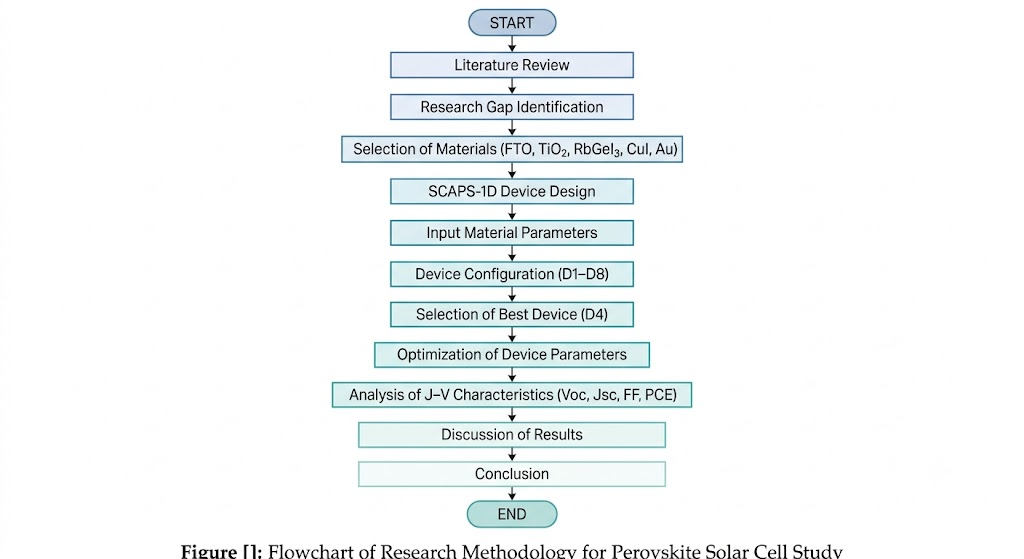 START
Literature Review
Research Gap Identification
Selection of Materials (FTO, TiO₂, RbGeI₃, CuI, Au)
SCAPS-1D Device Design
Input Material Parameters
Device Configuration (D1–D8)
Selection of Best Device (D4)
Optimization of Device Parameters
Analysis of J–V Characteristics (Voc, Jsc, FF, PCE)
Discussion of Results
Conclusion
END
Figure []: Flowchart of Research Methodology for Perovskite Solar Cell Study